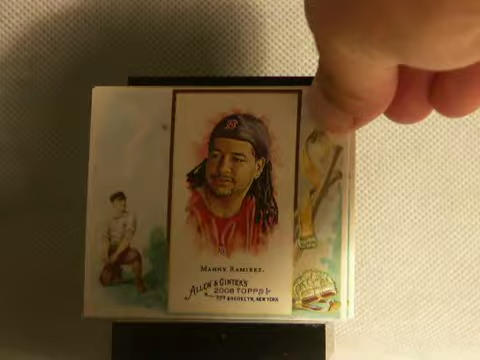 B
MANNY RAMIREZ.
ALLEN & GINTER'S
2008 TOPPS
BROOKLYN, NEW YORK